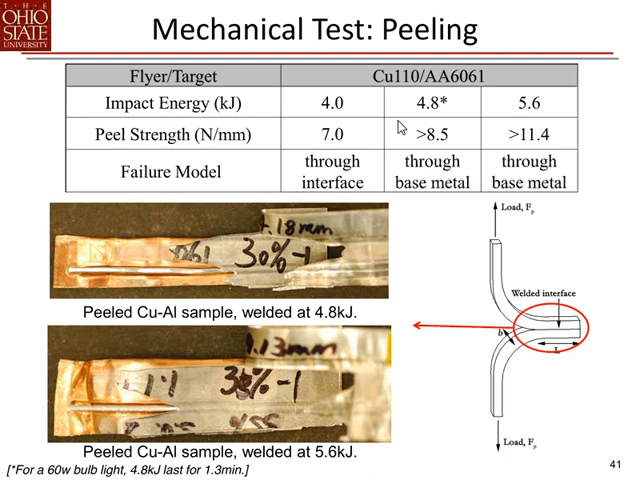 T · H · E
OHIO
STATE
UNIVERSITY
Mechanical Test: Peeling
Flyer/Target Cu110/AA6061
Impact Energy (kJ) 4.0 4.8* 5.6
Peel Strength (N/mm) 7.0 >8.5 >11.4
Failure Model through interface through base metal through base metal
.18mm
30%-1
Peeled Cu-Al sample, welded at 4.8kJ.
.13mm
1.1
Peeled Cu-Al sample, welded at 5.6kJ.
Load, Fp
Welded interface
b
L
Load, Fp
[*For a 60w bulb light, 4.8kJ last for 1.3min.]
41